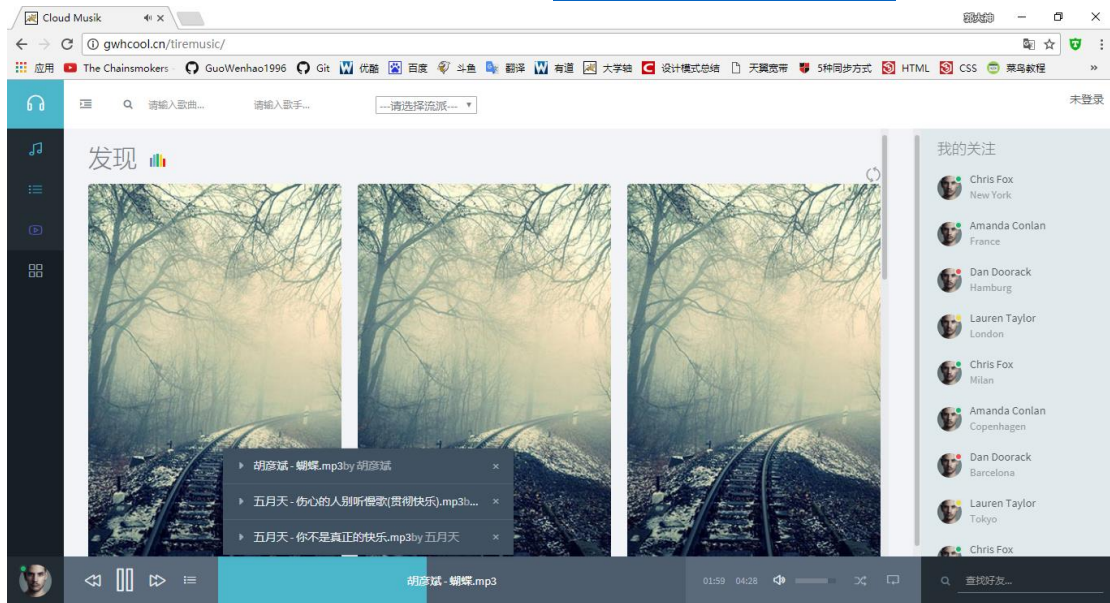 Cloud Musik
郭大帅
gwhcool.cn/tiremusic/
应用 The Chainsmokers - GuoWenhao1996 Git 优酷 百度 斗鱼 翻译 有道 大学轴 设计模式总结 天翼宽带 5种同步方式 HTML CSS 菜鸟教程 »
请输入歌曲... 请输入歌手... ---请选择流派--- 未登录
发现
我的关注
Chris Fox
New York
Amanda Conlan
France
Dan Doorack
Hamburg
Lauren Taylor
London
Chris Fox
Milan
Amanda Conlan
Copenhagen
Dan Doorack
Barcelona
Lauren Taylor
Tokyo
Chris Fox
胡彦斌 - 蝴蝶.mp3by 胡彦斌 ×
五月天 - 伤心的人别听慢歌(贯彻快乐).mp3b... ×
五月天 - 你不是真正的快乐.mp3by 五月天 ×
胡彦斌 - 蝴蝶.mp3
01:59 04:28
查找好友...